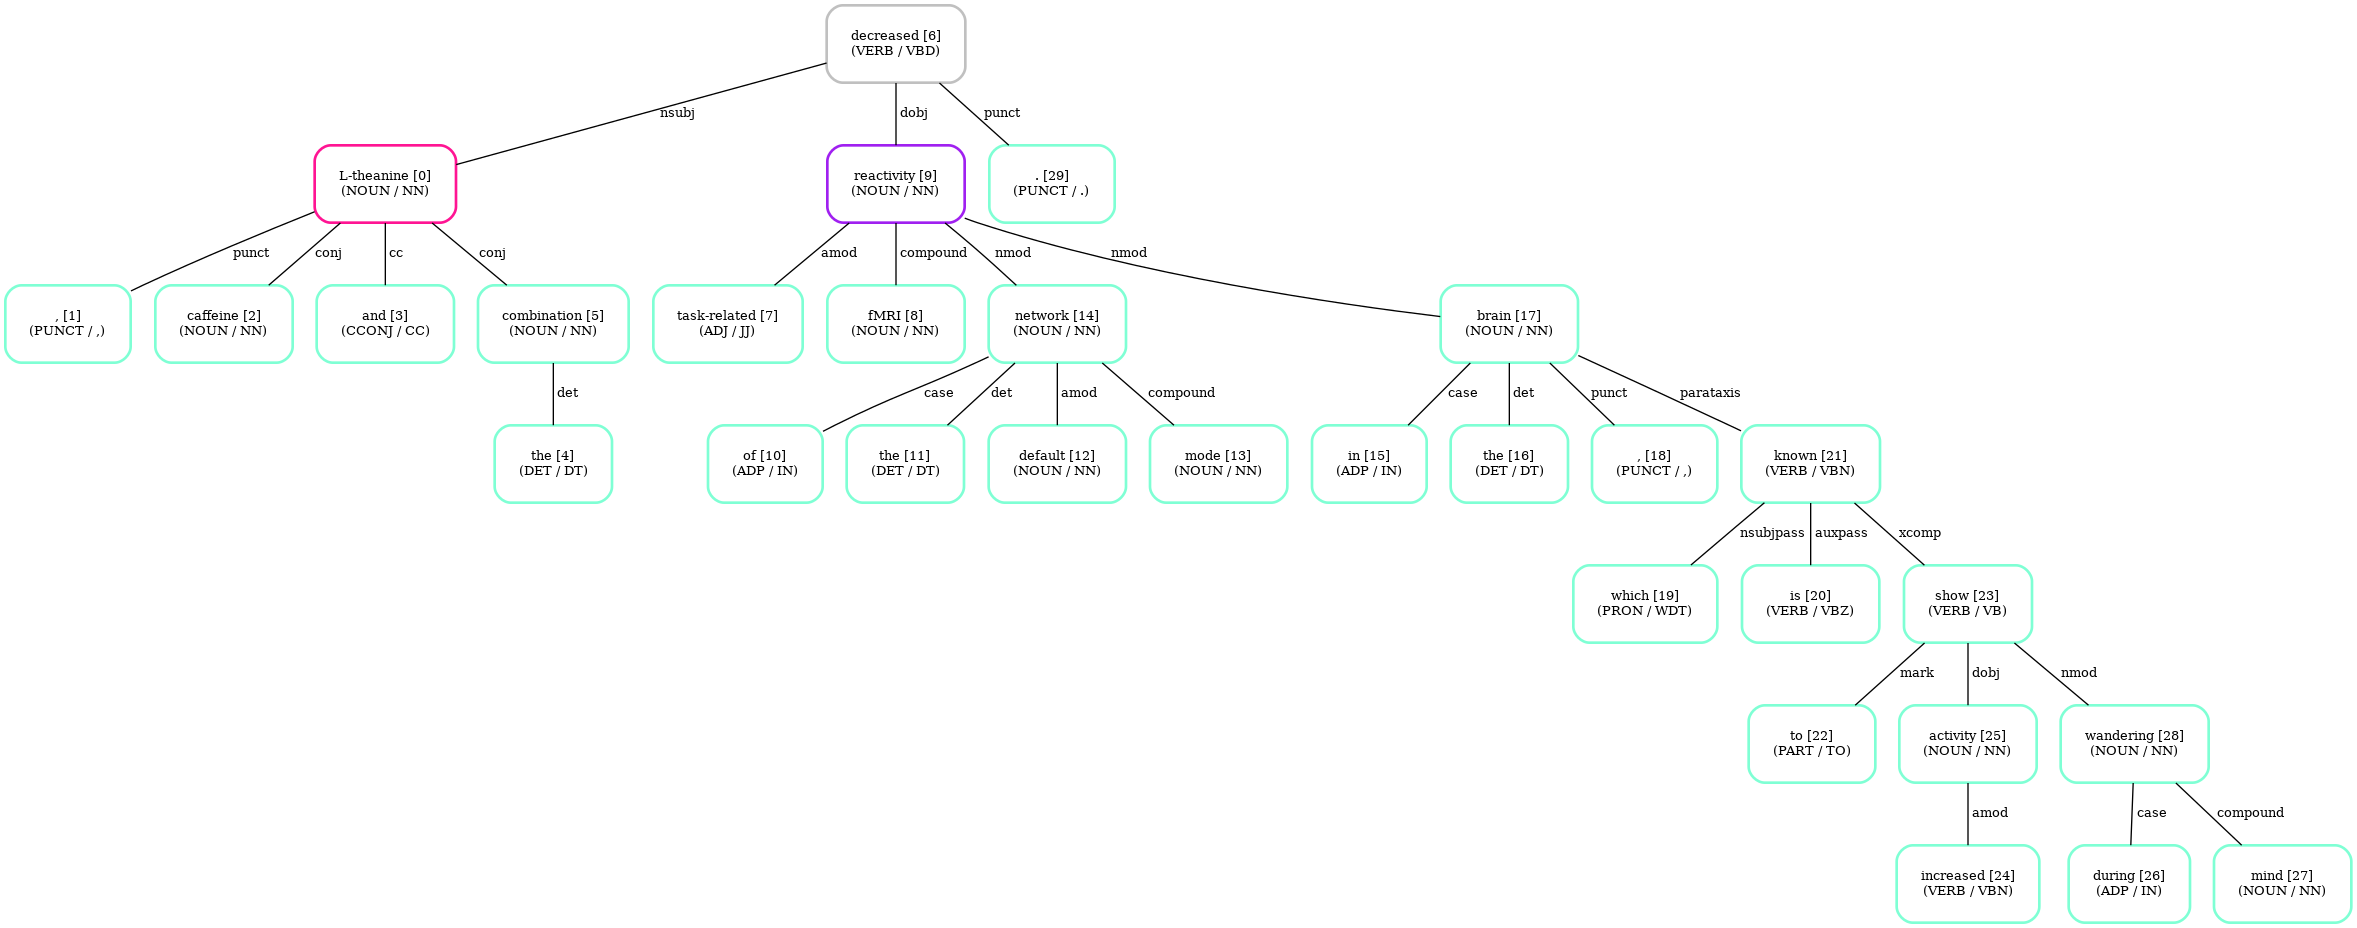 decreased [6]
(VERB / VBD)
nsubj
dobj
punct
L-theanine [0]
(NOUN / NN)
reactivity [9]
(NOUN / NN)
. [29]
(PUNCT / .)
punct
conj
cc
conj
amod
compound
nmod
nmod
, [1]
(PUNCT / ,)
caffeine [2]
(NOUN / NN)
and [3]
(CCONJ / CC)
combination [5]
(NOUN / NN)
task-related [7]
(ADJ / JJ)
fMRI [8]
(NOUN / NN)
network [14]
(NOUN / NN)
brain [17]
(NOUN / NN)
det
case
det
amod
compound
case
det
punct
parataxis
the [4]
(DET / DT)
of [10]
(ADP / IN)
the [11]
(DET / DT)
default [12]
(NOUN / NN)
mode [13]
(NOUN / NN)
in [15]
(ADP / IN)
the [16]
(DET / DT)
, [18]
(PUNCT / ,)
known [21]
(VERB / VBN)
nsubjpass
auxpass
xcomp
which [19]
(PRON / WDT)
is [20]
(VERB / VBZ)
show [23]
(VERB / VB)
mark
dobj
nmod
to [22]
(PART / TO)
activity [25]
(NOUN / NN)
wandering [28]
(NOUN / NN)
amod
case
compound
increased [24]
(VERB / VBN)
during [26]
(ADP / IN)
mind [27]
(NOUN / NN)